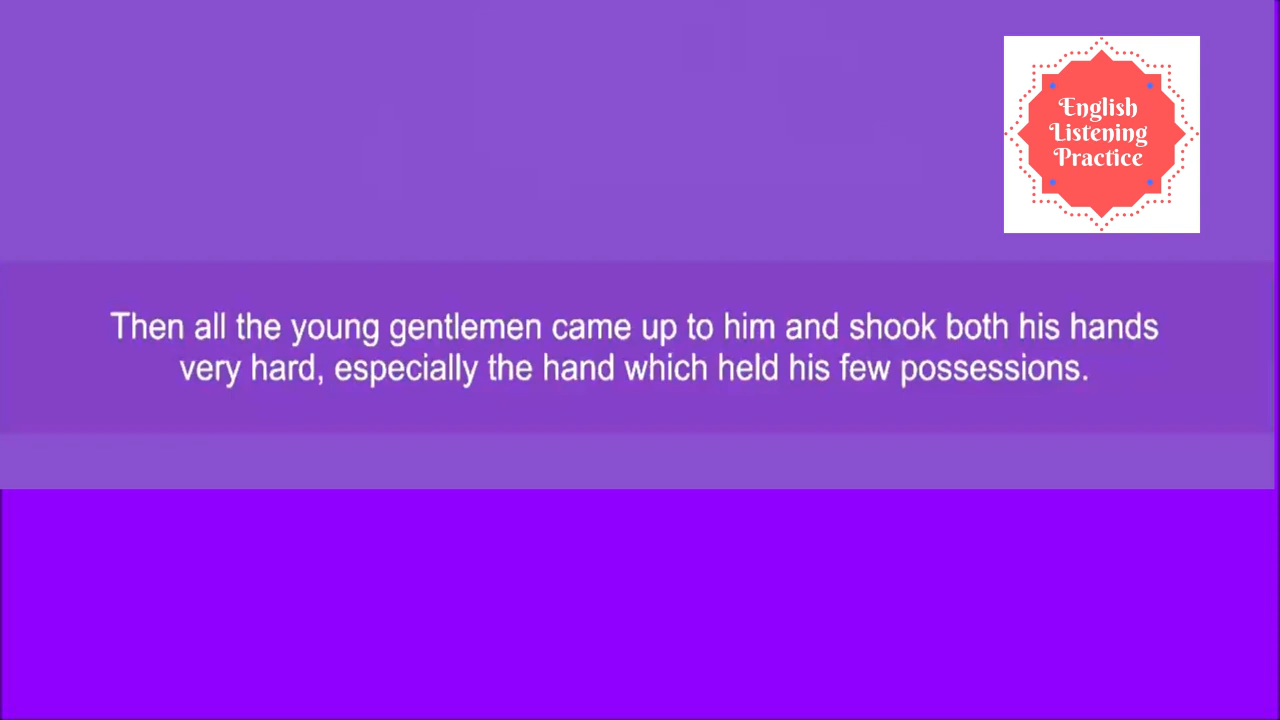 English
Listening
Practice
Then all the young gentlemen came up to him and shook both his hands
very hard, especially the hand which held his few possessions.